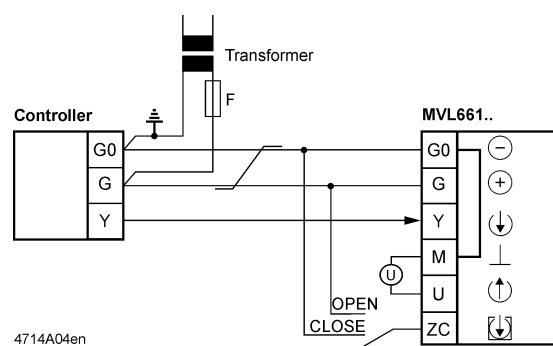 Transformer
F
Controller
MVL661..
G0
G0
G
G
Y
Y
M
U
U
OPEN
CLOSE
ZC
4714A04en